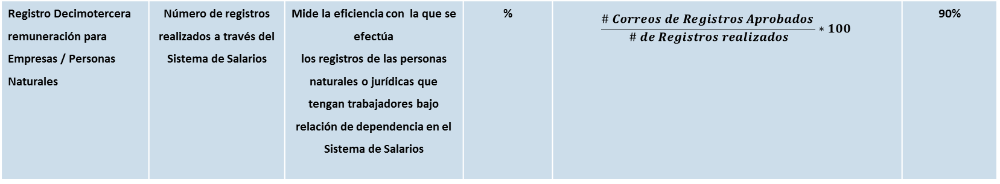 Registro Decimotercera
remuneración para
Empresas / Personas
Naturales
Número de registros
realizados a través del
Sistema de Salarios
Mide la eficiencia con la que se
efectúa
los registros de las personas
naturales o jurídicas que
tengan trabajadores bajo
relación de dependencia en el
Sistema de Salarios
%
# Correos de Registros Aprobados
# de Registros realizados
* 100
90%